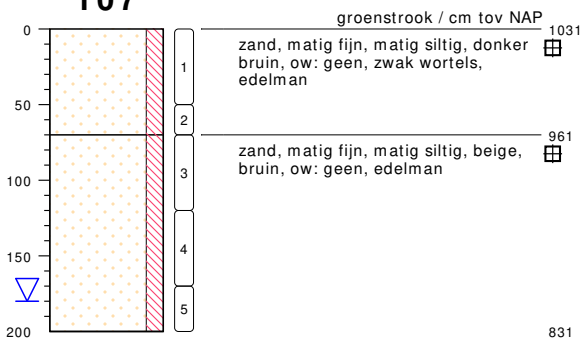 107
groenstrook / cm tov NAP
0
1031
zand, matig fijn, matig siltig, donker
bruin, ow: geen, zwak wortels,
edelman
1
50
2
961
zand, matig fijn, matig siltig, beige,
bruin, ow: geen, edelman
3
100
4
150
5
200
831